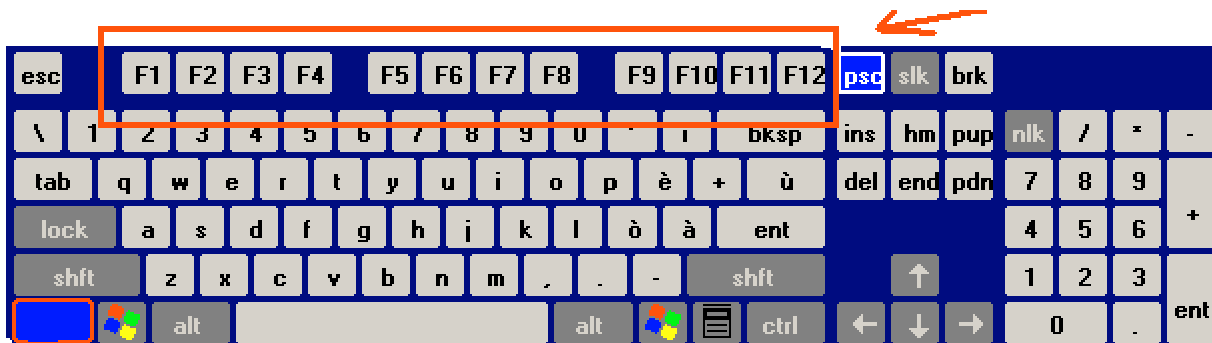 esc F1 F2 F3 F4 F5 F6 F7 F8 F9 F10 F11 F12 psc slk brk
\ 1 2 3 4 5 6 7 8 9 0 ' ì bksp ins hm pup nlk / * -
tab q w e r t y u i o p è + ù del end pdn 7 8 9
lock a s d f g h j k l ò à ent 4 5 6 +
shft z x c v b n m , . - shft ↑ 1 2 3
alt alt ctrl ← ↓ → 0 . ent